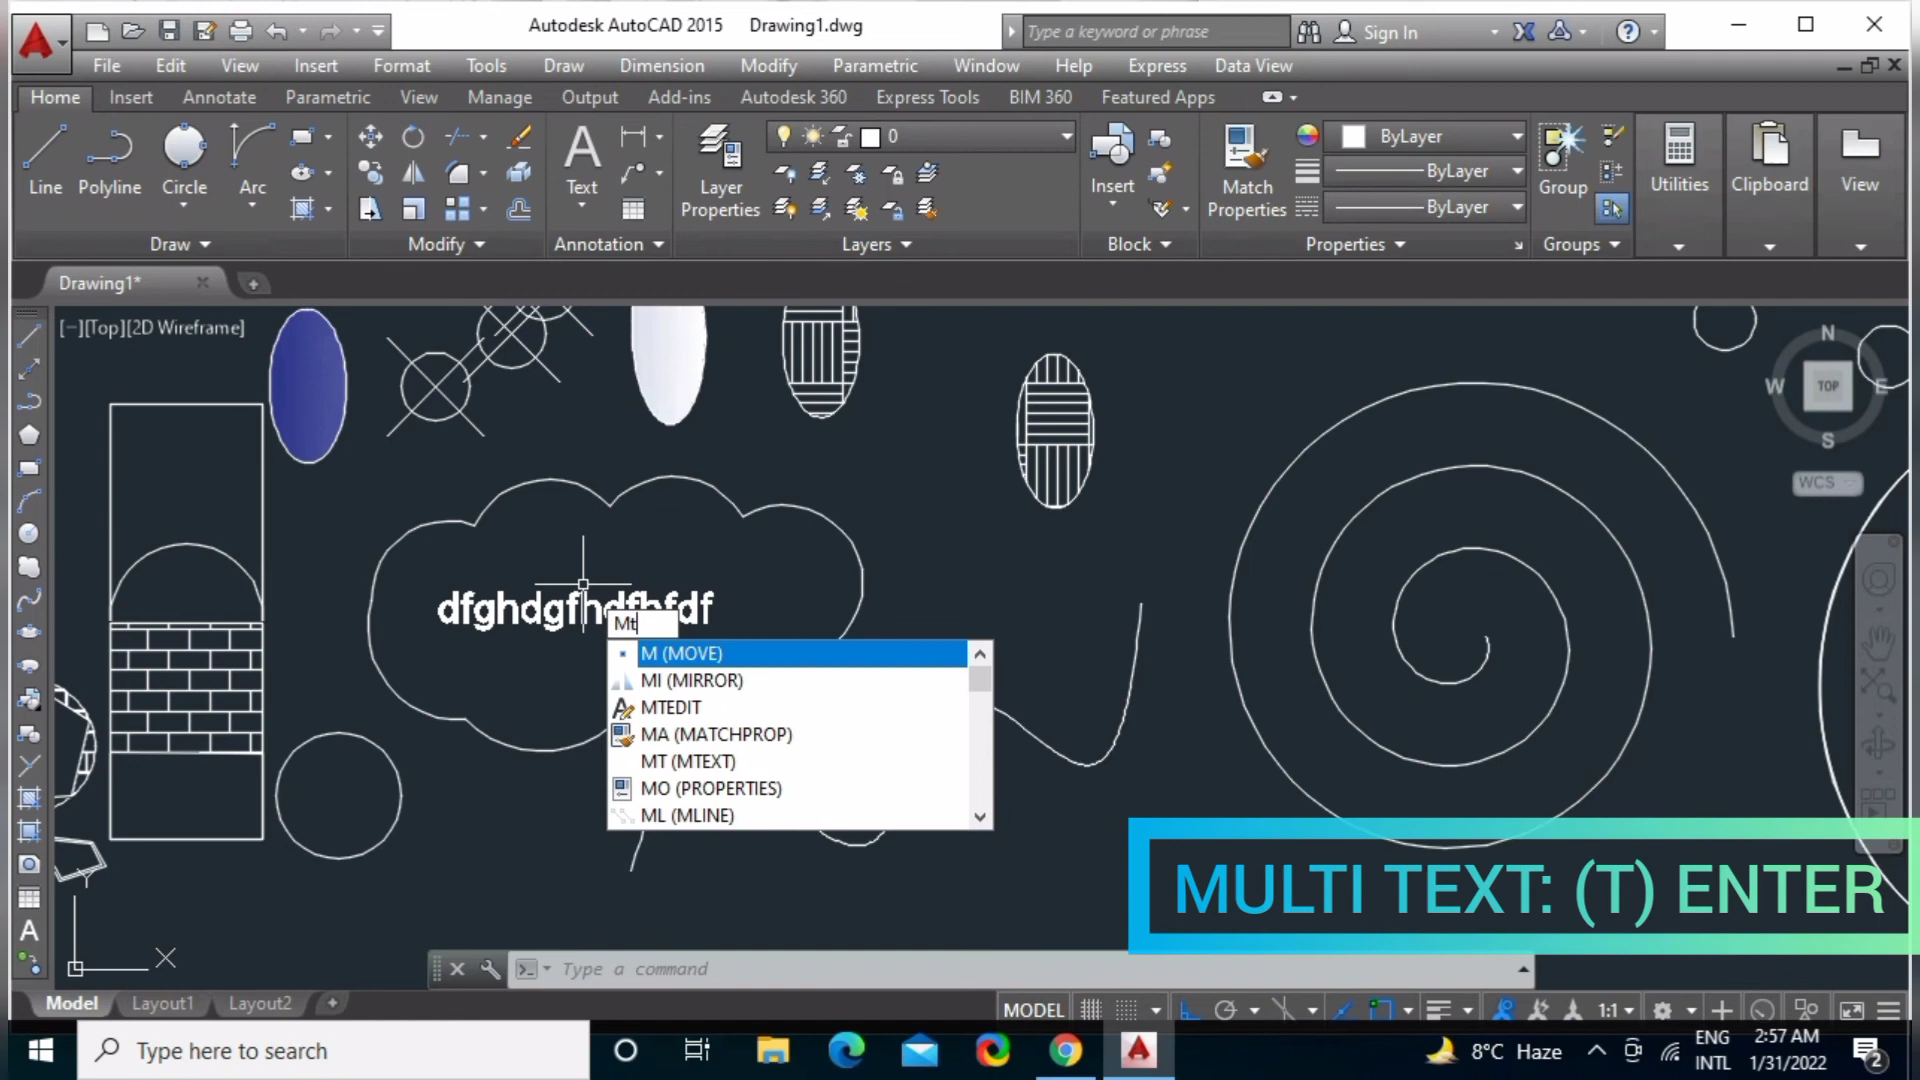 Autodesk AutoCAD 2015 Drawing1.dwg
Type a keyword or phrase
Sign In
File Edit View Insert Format Tools Draw Dimension Modify Parametric Window Help Express Data View
Home Insert Annotate Parametric View Manage Output Add-ins Autodesk 360 Express Tools BIM 360 Featured Apps
0
ByLayer
ByLayer
ByLayer
Line Polyline Circle Arc
Text
Layer Properties
Insert
Match Properties
Group
Utilities
Clipboard
View
Draw Modify Annotation Layers Block Properties Groups
Drawing1*
[−][Top][2D Wireframe]
N
W TOP E
S
WCS
dfghdgfhdfhfdf
Mt
M (MOVE)
MI (MIRROR)
MTEDIT
MA (MATCHPROP)
MT (MTEXT)
MO (PROPERTIES)
ML (MLINE)
MULTI TEXT: (T) ENTER
Y
X
Type a command
Model Layout1 Layout2
MODEL
1:1
Type here to search
8°C Haze
ENG
INTL
2:57 AM
1/31/2022
2